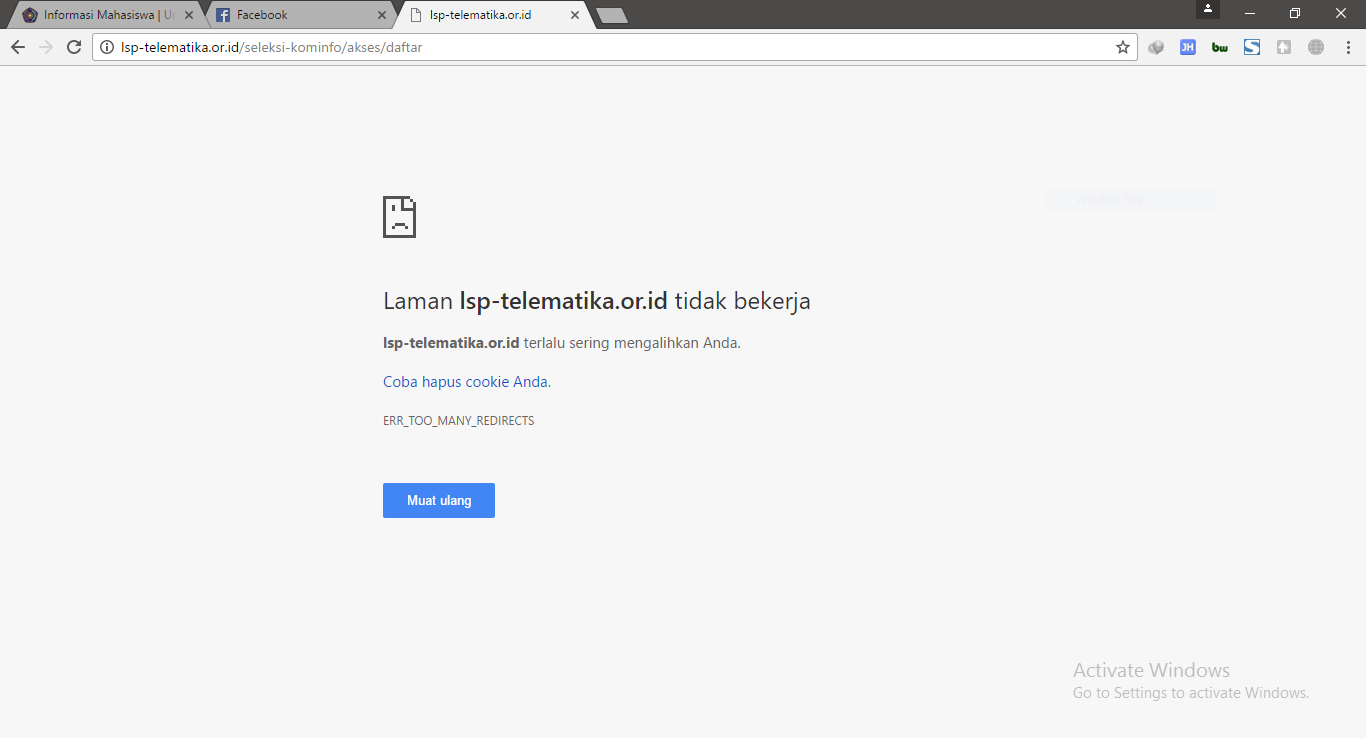 Informasi Mahasiswa | Un
Facebook
lsp-telematika.or.id
lsp-telematika.or.id/seleksi-kominfo/akses/daftar
JH
bw
S
Laman lsp-telematika.or.id tidak bekerja
lsp-telematika.or.id terlalu sering mengalihkan Anda.
Coba hapus cookie Anda.
ERR_TOO_MANY_REDIRECTS
Muat ulang
Activate Windows
Go to Settings to activate Windows.